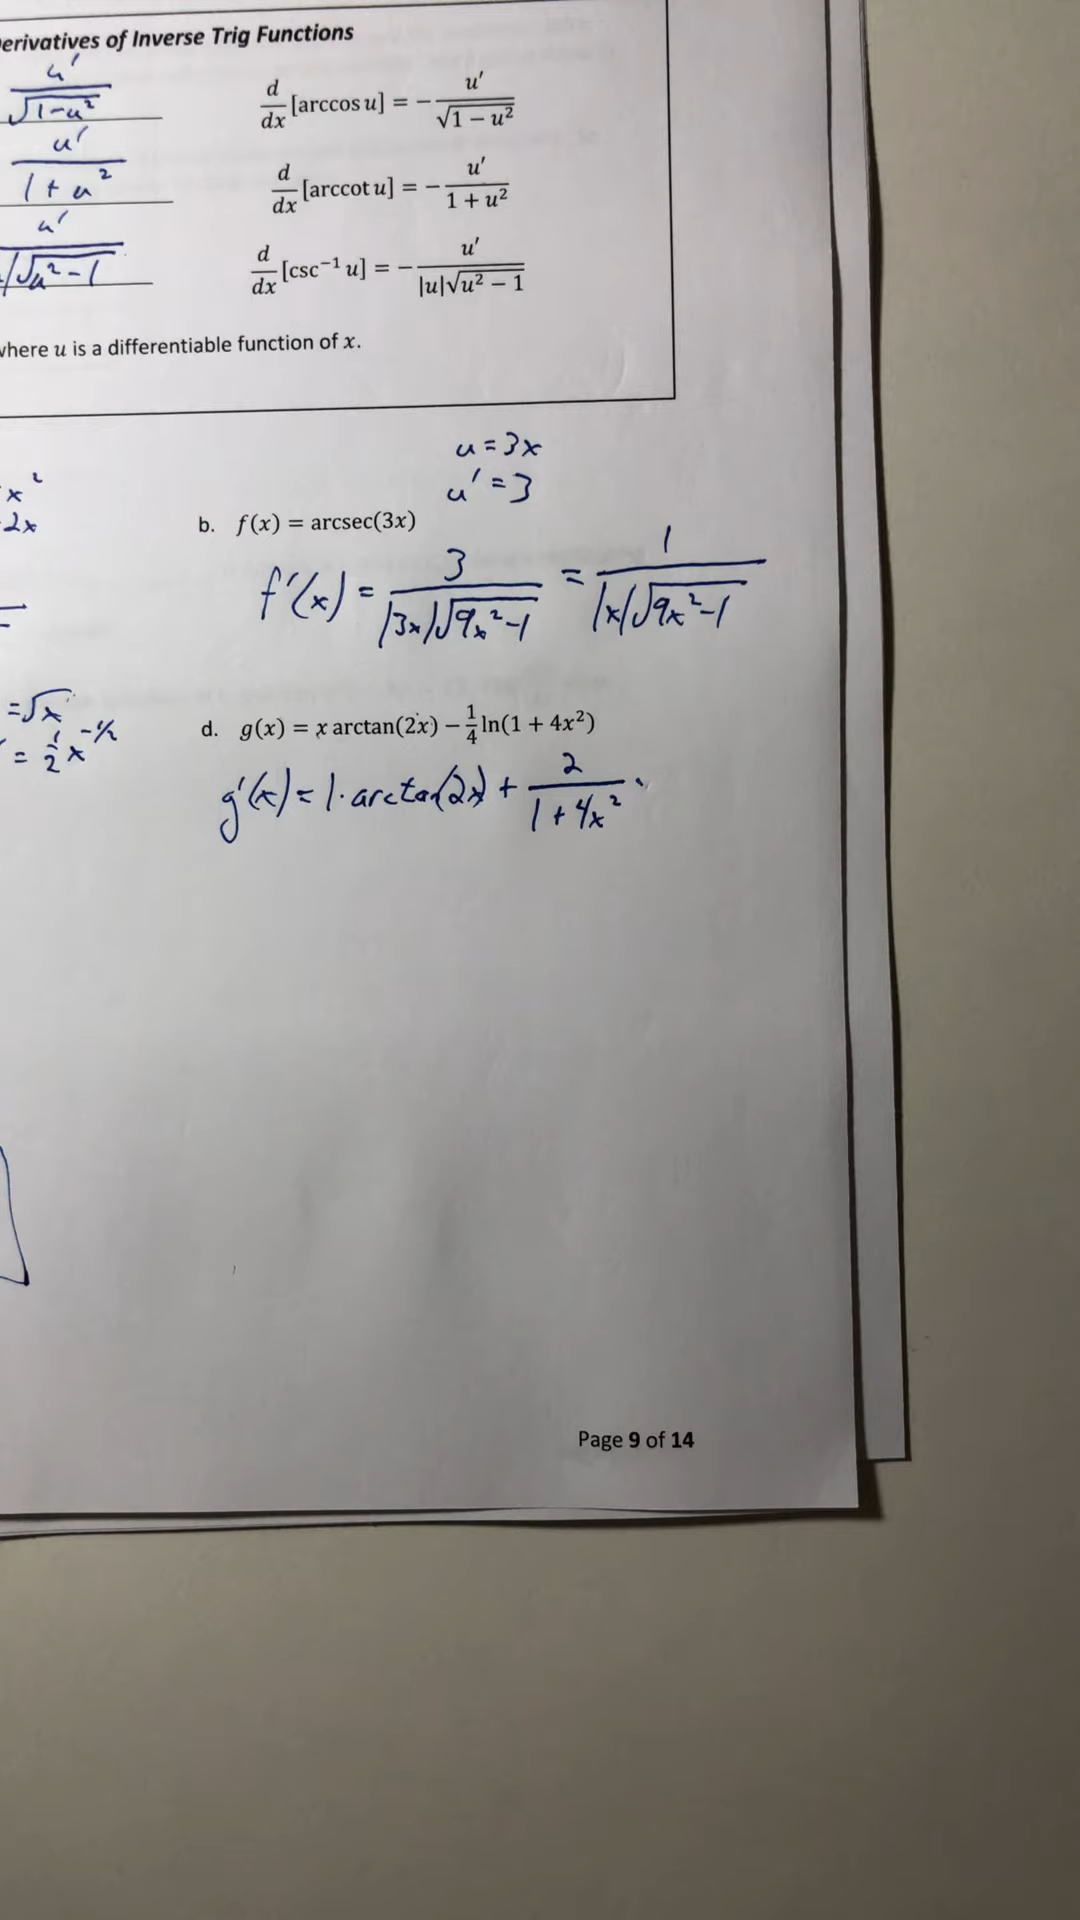 erivatives of Inverse Trig Functions
u'/√(1-u²)
d/dx [arccos u] = − u'/√(1 − u²)
u'/(1+u²)
d/dx [arccot u] = − u'/(1 + u²)
u'/|√(u²-1)
d/dx [csc⁻¹ u] = − u'/(|u|√(u² − 1))
where u is a differentiable function of x.
u = 3x
x²
u' = 3
2x
b. f(x) = arcsec(3x)
f'(x) = 3/(|3x|√(9x²-1)) = 1/(|x|√(9x²-1))
=√x
= ½ x^(-1/2)
d. g(x) = x arctan(2x) − ¼ ln(1 + 4x²)
g'(x) = 1·arctan(2x) + 2/(1+4x²) ·
Page 9 of 14